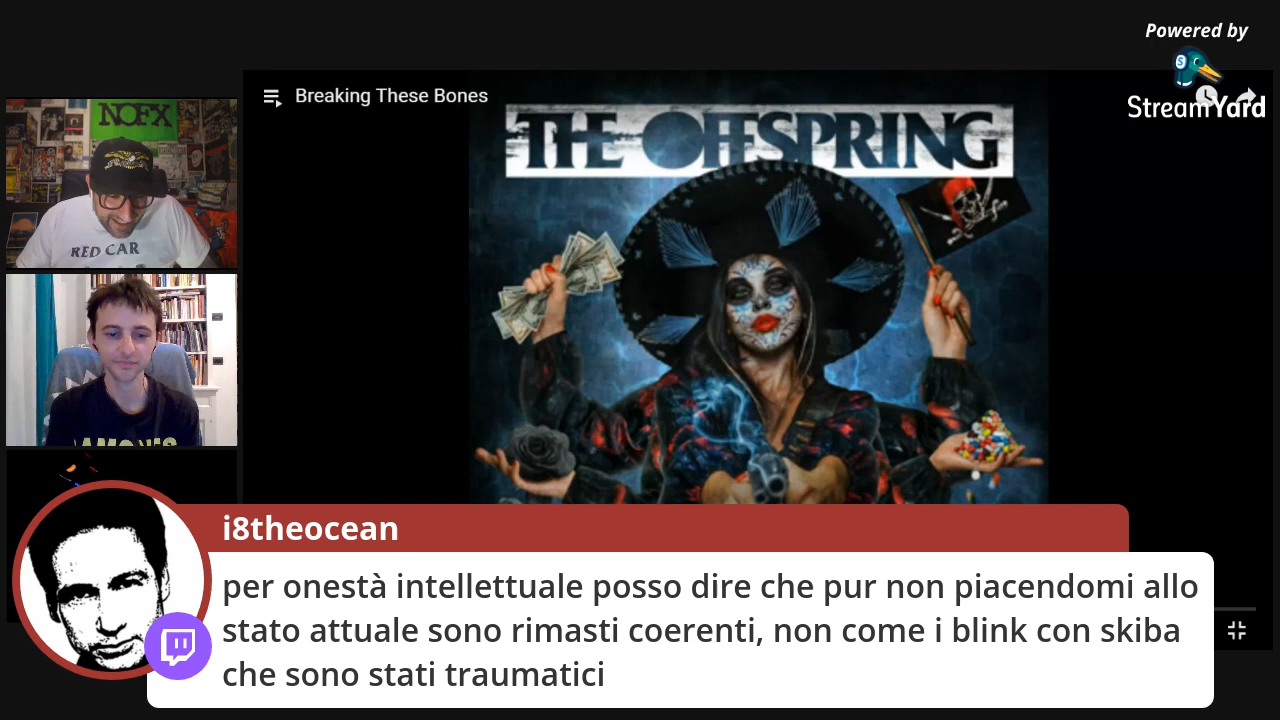 Powered by
StreamYard
Breaking These Bones
THE OFFSPRING
NOFX
RED CAR
RAMONES
i8theocean
per onestà intellettuale posso dire che pur non piacendomi allo
stato attuale sono rimasti coerenti, non come i blink con skiba
che sono stati traumatici